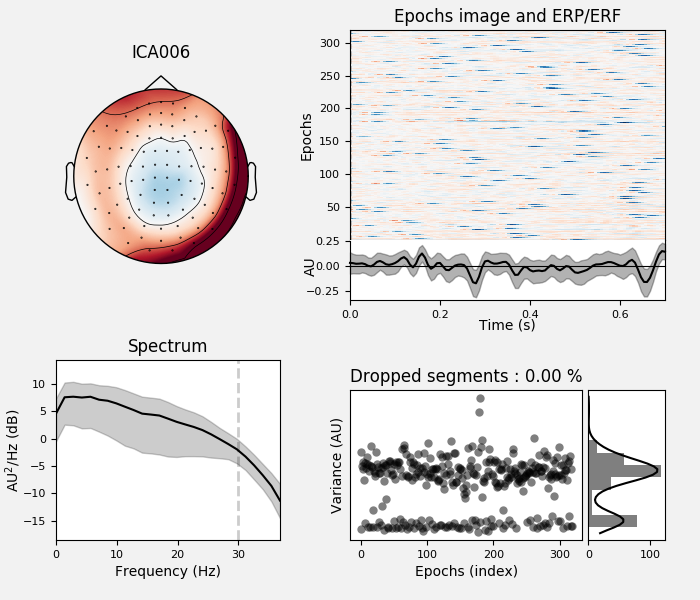 ICA006
Epochs image and ERP/ERF
Epochs
300
250
200
150
100
50
AU
0.25
0.00
−0.25
0.0 0.2 0.4 0.6
Time (s)
Spectrum
AU²/Hz (dB)
10
5
0
−5
−10
−15
0 10 20 30
Frequency (Hz)
Dropped segments : 0.00 %
Variance (AU)
0 100 200 300
Epochs (index)
0 100